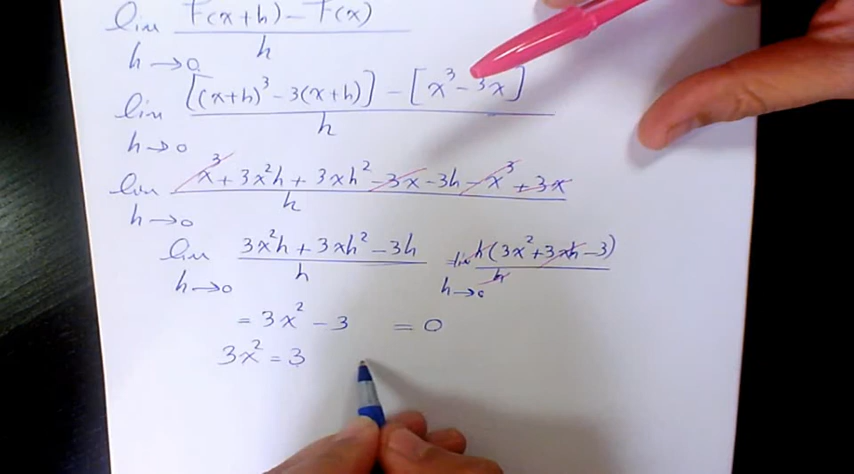 lim F(x+h) – F(x) / h
h→0
lim [(x+h)³ – 3(x+h)] – [x³ – 3x] / h
h→0
lim x³ + 3x²h + 3xh² – 3x – 3h – x³ + 3x / h
h→0
lim 3x²h + 3xh² – 3h / h lim h(3x² + 3xh – 3) / h
h→0 h→0
= 3x² – 3 = 0
3x² = 3